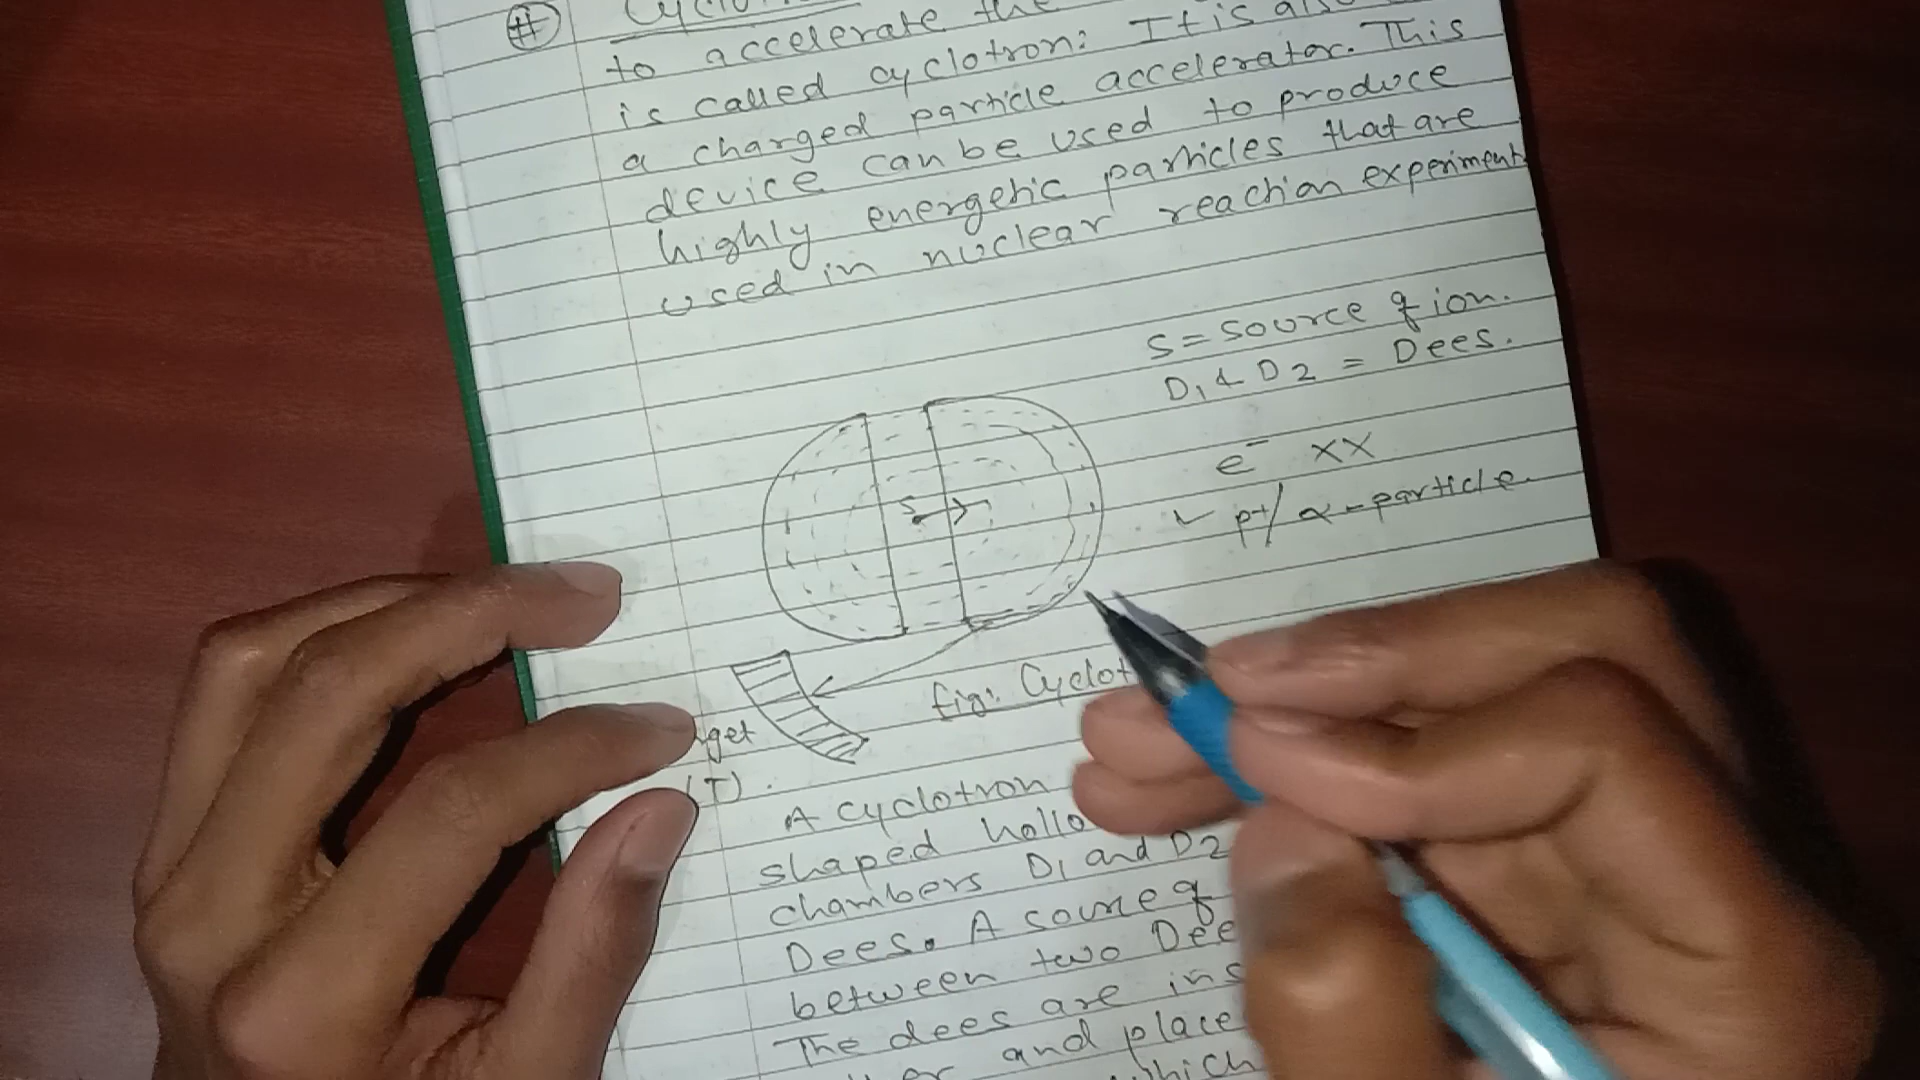 #
to accelerate the
is called cyclotron: It is also
a charged particle accelerator. This
device can be used to produce
highly energetic particles that are
used in nuclear reaction experiment
S = Source of ion.
D1 & D2 = Dees.
e- XX
✓ p+/ α-particle.
S
fig: Cyclot
get
(T).
A cyclotron
shaped hollo
chambers D1 and D2
Dees. A source of
between two Dee
The dees are ins
and place
which